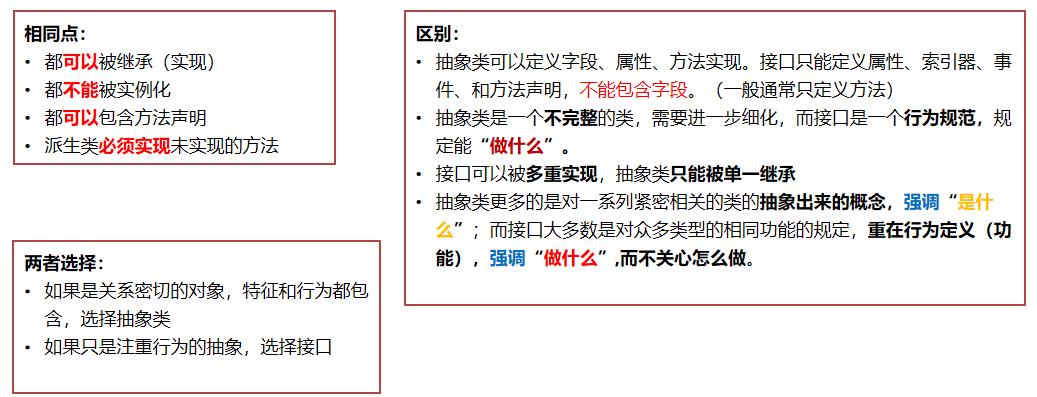 相同点：
• 都可以被继承（实现）
• 都不能被实例化
• 都可以包含方法声明
• 派生类必须实现未实现的方法
区别：
• 抽象类可以定义字段、属性、方法实现。接口只能定义属性、索引器、事
件、和方法声明，不能包含字段。（一般通常只定义方法）
• 抽象类是一个不完整的类，需要进一步细化，而接口是一个行为规范，规
定能“做什么”。
• 接口可以被多重实现，抽象类只能被单一继承
• 抽象类更多的是对一系列紧密相关的类的抽象出来的概念，强调“是什
么”；而接口大多数是对众多类型的相同功能的规定，重在行为定义（功
能），强调“做什么”,而不关心怎么做。
两者选择：
• 如果是关系密切的对象，特征和行为都包
含，选择抽象类
• 如果只是注重行为的抽象，选择接口